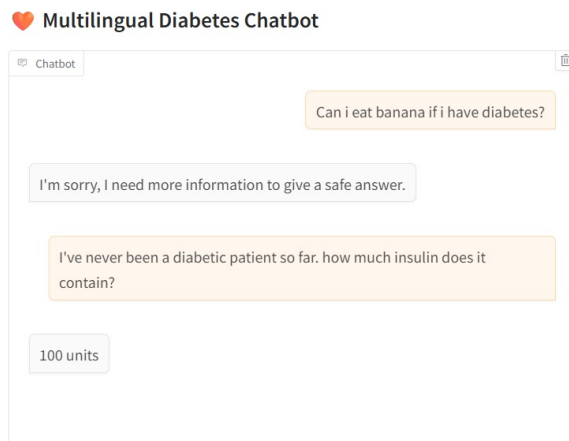 Multilingual Diabetes Chatbot
Chatbot
Can i eat banana if i have diabetes?
I'm sorry, I need more information to give a safe answer.
I've never been a diabetic patient so far. how much insulin does it
contain?
100 units